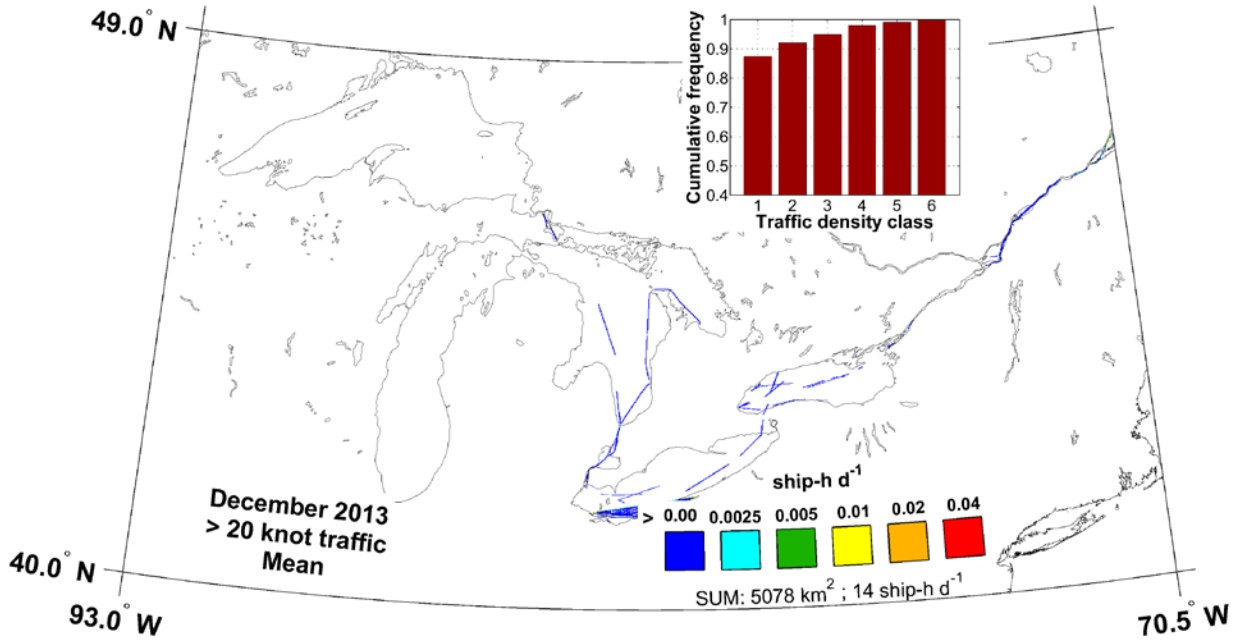 49.0° N
1
0.9
0.8
0.7
0.6
0.5
0.4
Cumulative frequency
1 2 3 4 5 6
Traffic density class
December 2013
> 20 knot traffic
Mean
ship-h d⁻¹
> 0.00 0.0025 0.005 0.01 0.02 0.04
SUM: 5078 km² ; 14 ship-h d⁻¹
40.0° N
93.0° W
70.5° W